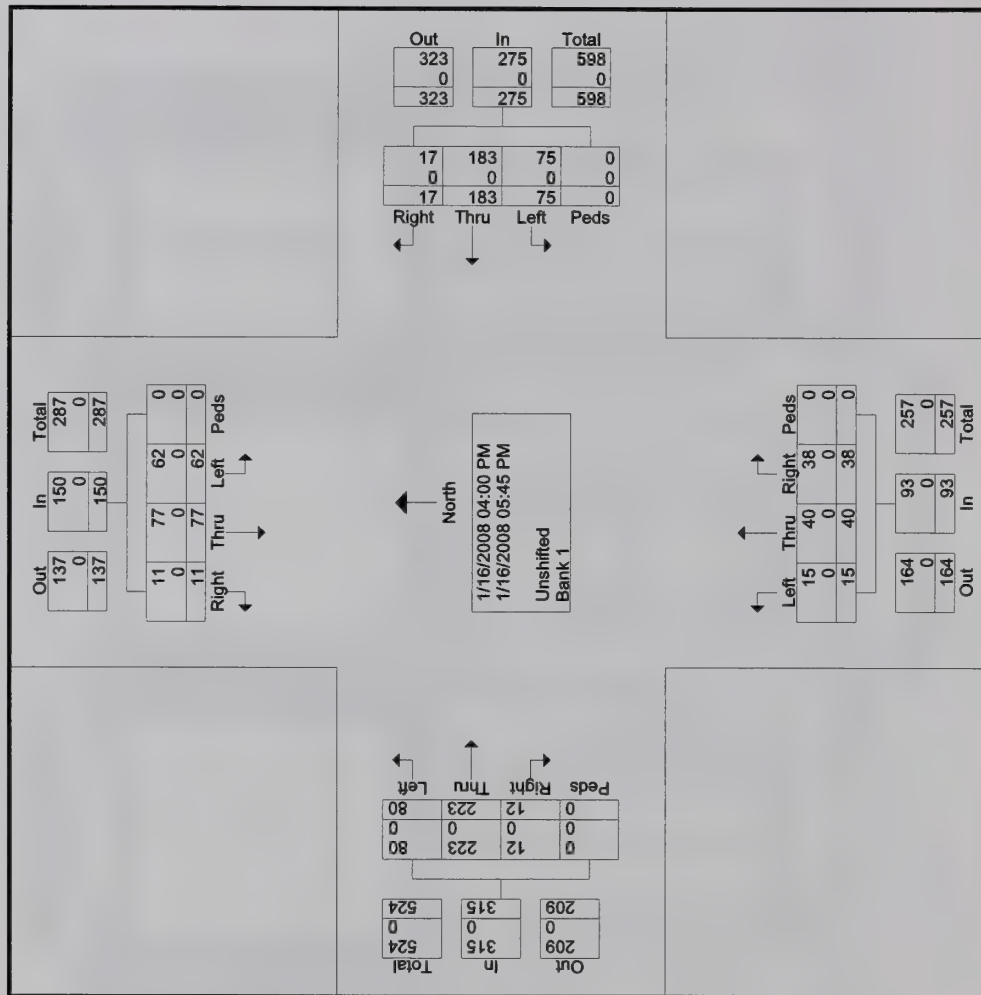 Out In Total
323 275 598
0 0 0
323 275 598
17 183 75 0
0 0 0 0
17 183 75 0
Right Thru Left Peds
Out In Total
137 150 287
0 0 0
137 150 287
11 77 62 0
0 0 0 0
11 77 62 0
Right Thru Left Peds
North
1/16/2008 04:00 PM
1/16/2008 05:45 PM
Unshifted
Bank 1
Left Thru Right Peds
15 40 38 0
0 0 0 0
15 40 38 0
164 93 257
0 0 0
164 93 257
Out In Total
Left Thru Right Peds
80 223 12 0
0 0 0 0
80 223 12 0
524 315 209
0 0 0
524 315 209
Total In Out